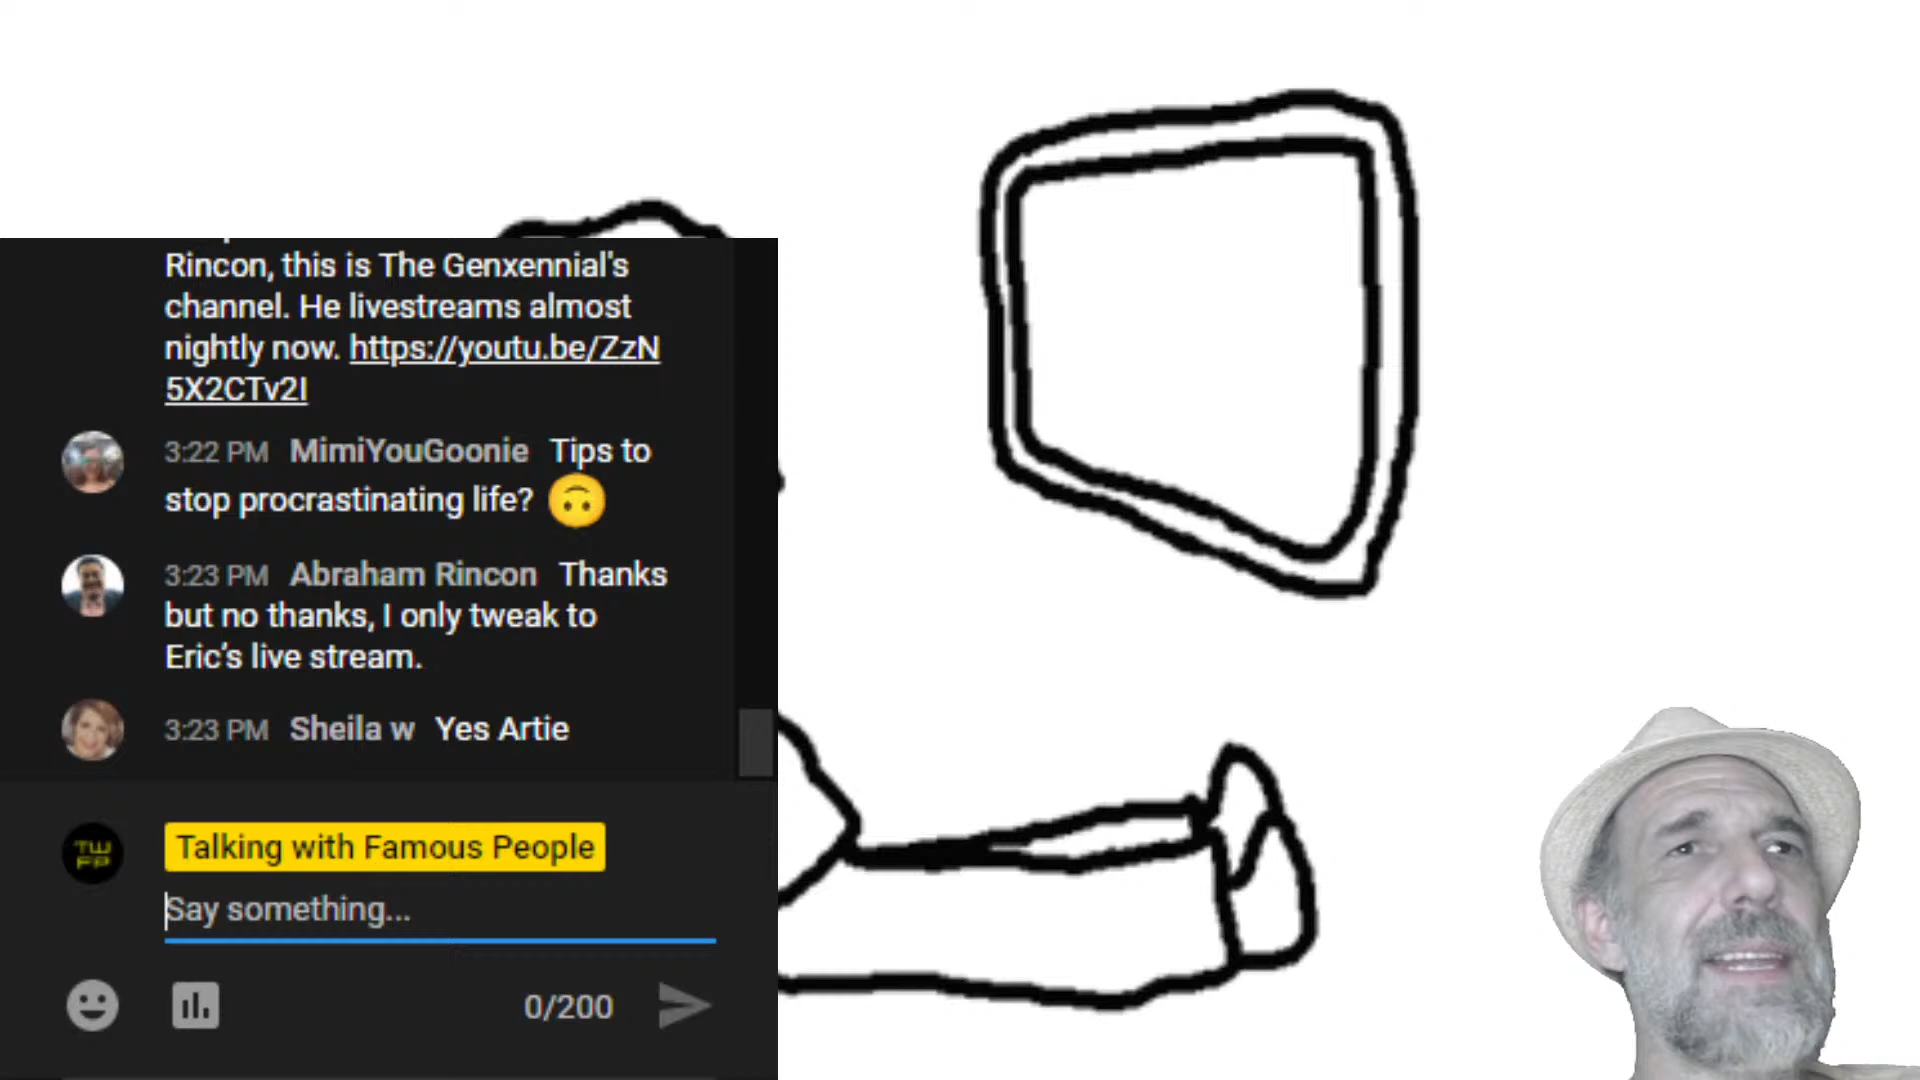 Rincon, this is The Genxennial's
channel. He livestreams almost
nightly now. https://youtu.be/ZzN
5X2CTv2I
3:22 PM MimiYouGoonie Tips to
stop procrastinating life? 🙃
3:23 PM Abraham Rincon Thanks
but no thanks, I only tweak to
Eric's live stream.
3:23 PM Sheila w Yes Artie
TW
FP
Talking with Famous People
Say something...
0/200